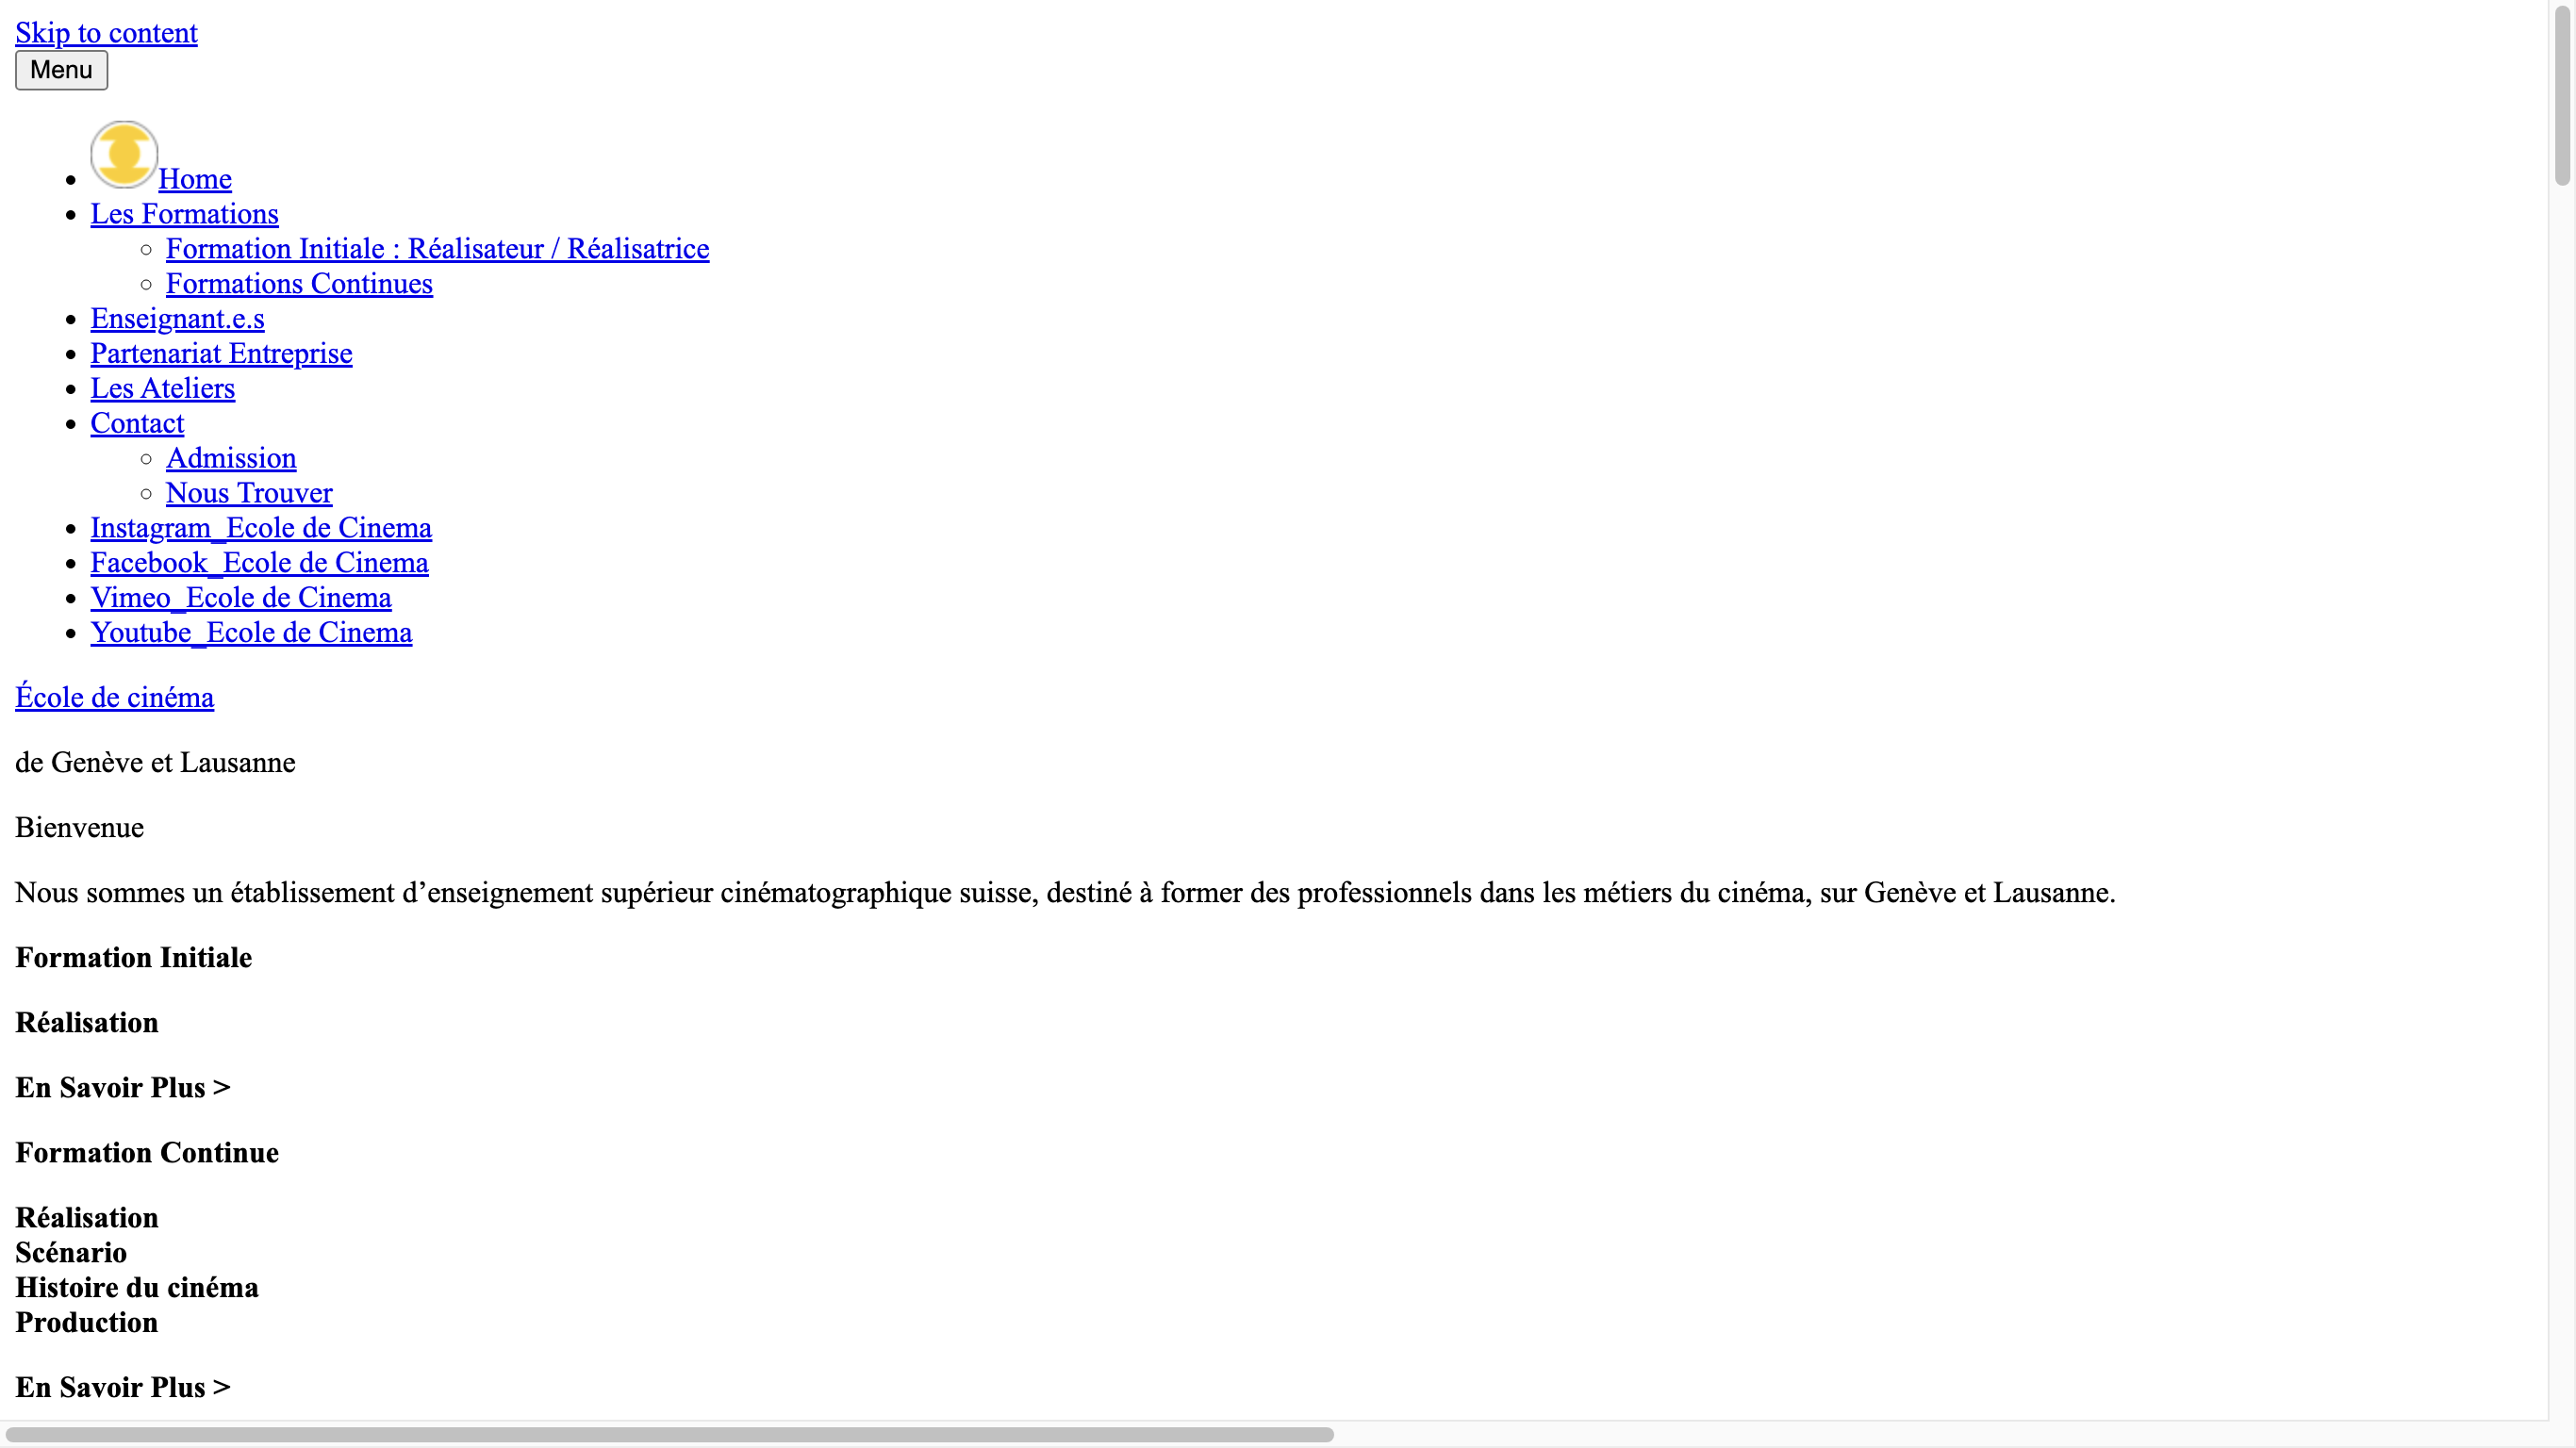 Skip to content
Menu
Home
Les Formations
Formation Initiale : Réalisateur / Réalisatrice
Formations Continues
Enseignant.e.s
Partenariat Entreprise
Les Ateliers
Contact
Admission
Nous Trouver
Instagram_Ecole de Cinema
Facebook_Ecole de Cinema
Vimeo_Ecole de Cinema
Youtube_Ecole de Cinema
École de cinéma
de Genève et Lausanne
Bienvenue
Nous sommes un établissement d’enseignement supérieur cinématographique suisse, destiné à former des professionnels dans les métiers du cinéma, sur Genève et Lausanne.
Formation Initiale
Réalisation
En Savoir Plus >
Formation Continue
Réalisation
Scénario
Histoire du cinéma
Production
En Savoir Plus >